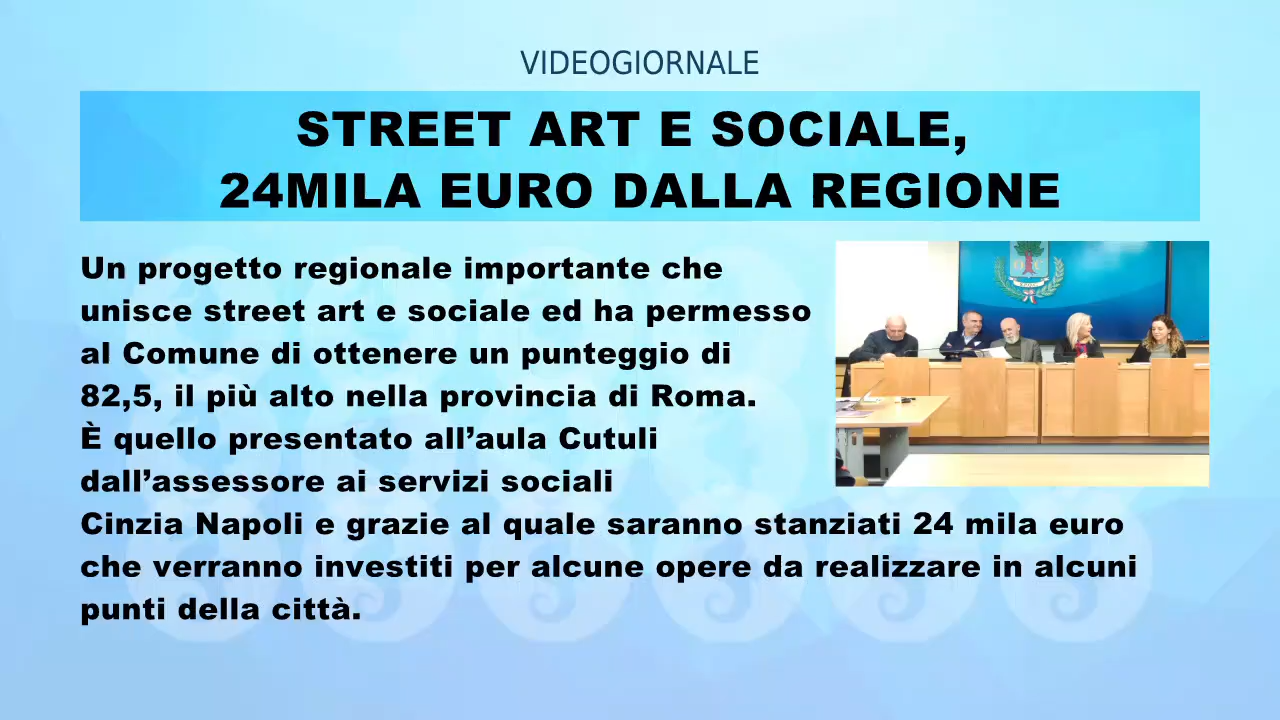 VIDEOGIORNALE
STREET ART E SOCIALE,
24MILA EURO DALLA REGIONE
Un progetto regionale importante che
unisce street art e sociale ed ha permesso
al Comune di ottenere un punteggio di
82,5, il più alto nella provincia di Roma.
È quello presentato all’aula Cutuli
dall’assessore ai servizi sociali
Cinzia Napoli e grazie al quale saranno stanziati 24 mila euro
che verranno investiti per alcune opere da realizzare in alcuni
punti della città.